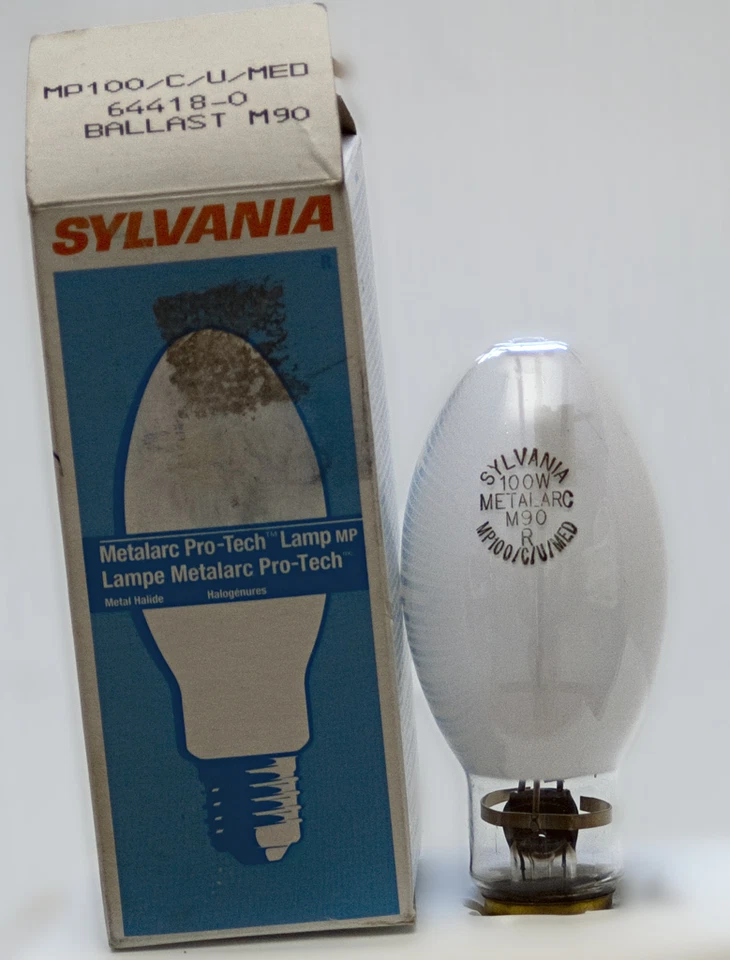 MP100/C/U/MED
64418-0
BALLAST M90
SYLVANIA
R
Metalarc Pro-Tech™ Lamp MP
Lampe Metalarc Pro-Tech™
Metal Halide Halogénures
SYLVANIA
100W
METALARC
M90
R
MP100/C/U/MED